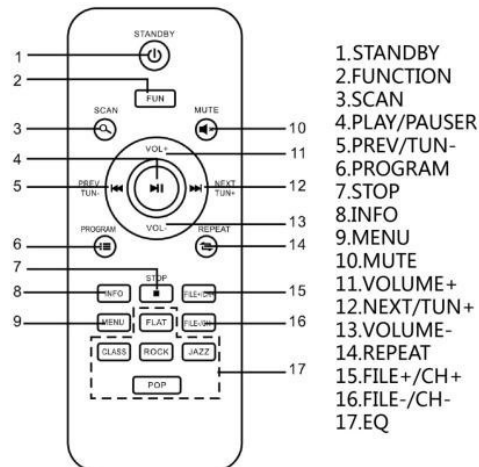 STANDBY
1
2
FUN
SCAN
MUTE
3
10
4
VOL+
11
5
PREV
TUN-
NEXT
TUN+
12
VOL-
13
PROGRAM
REPEAT
6
14
7
STOP
8
INFO
15
9
MENU
FLAT
FILE-/CH-
16
CLASS
ROCK
JAZZ
17
POP
1.STANDBY
2.FUNCTION
3.SCAN
4.PLAY/PAUSER
5.PREV/TUN-
6.PROGRAM
7.STOP
8.INFO
9.MENU
10.MUTE
11.VOLUME+
12.NEXT/TUN+
13.VOLUME-
14.REPEAT
15.FILE+/CH+
16.FILE-/CH-
17.EQ